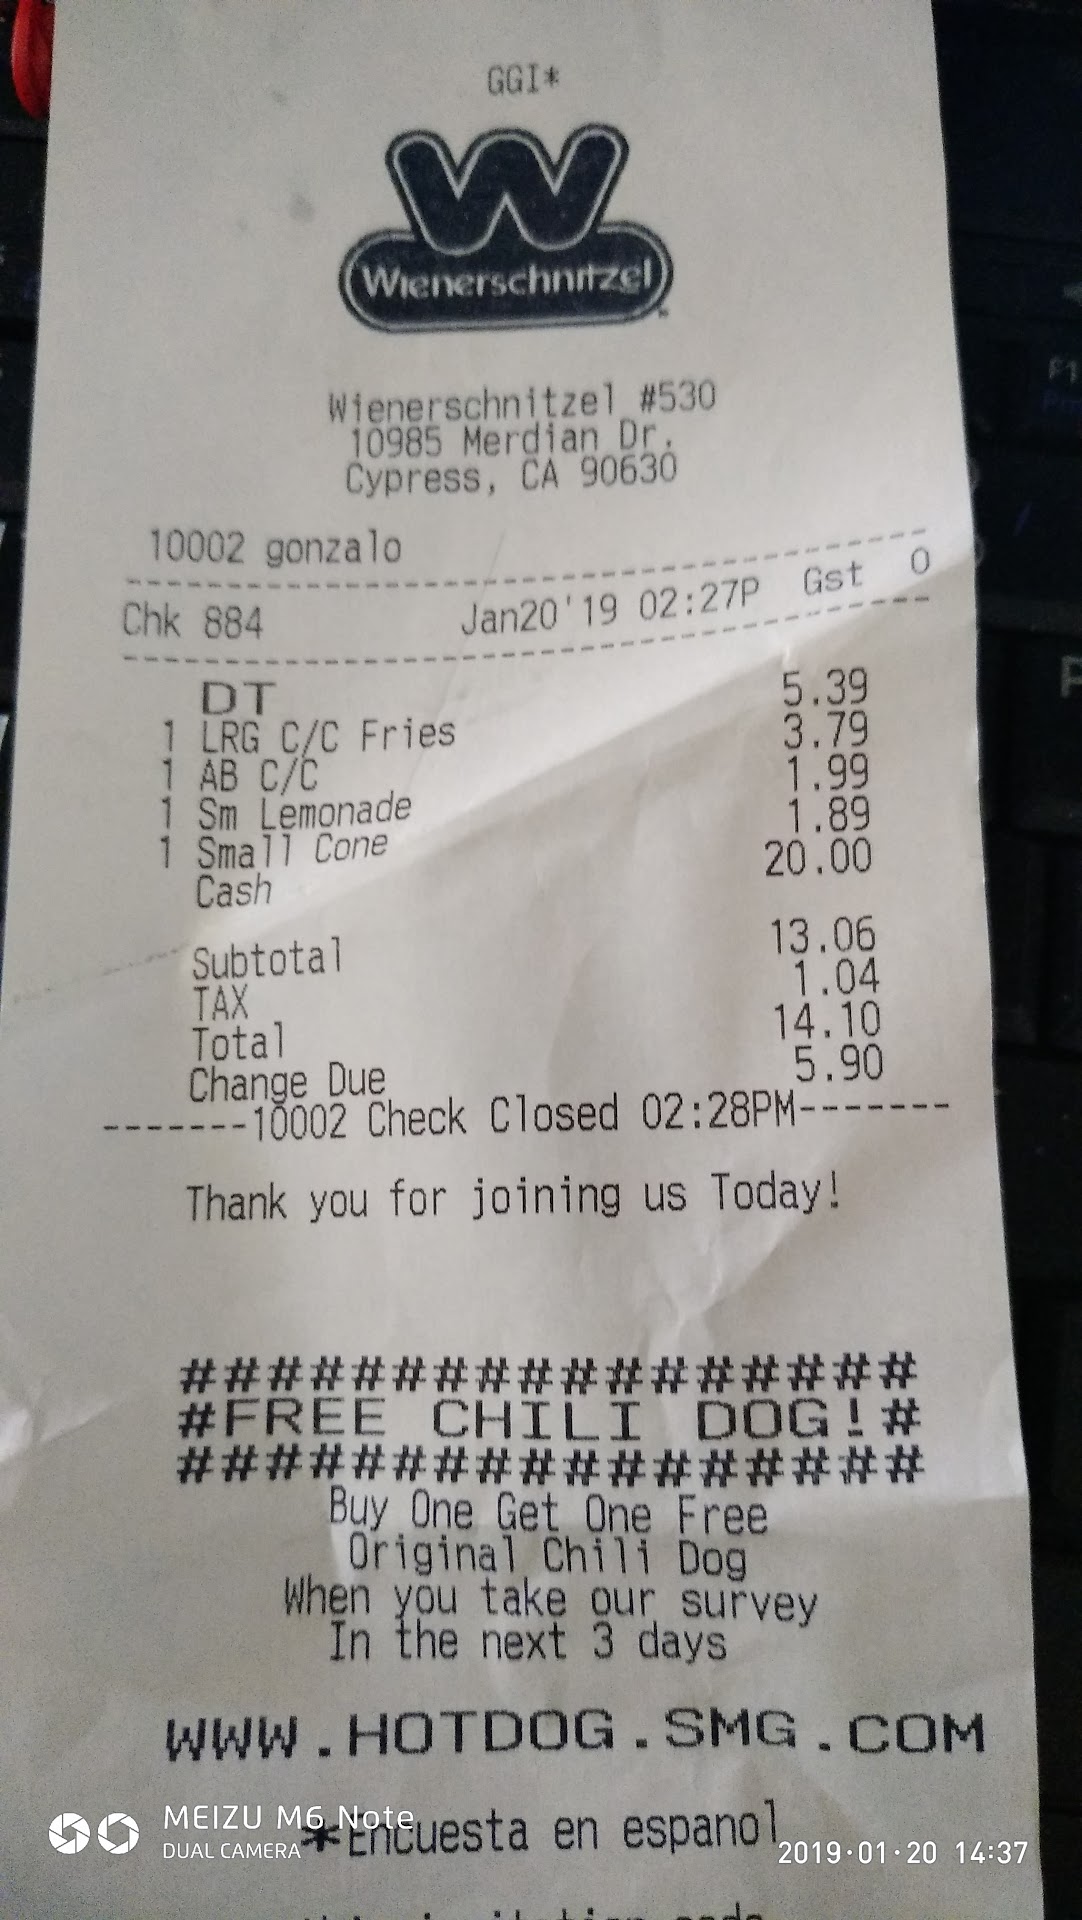 GGI*
W
Wienerschnitzel
Wienerschnitzel #530
10985 Merdian Dr.
Cypress, CA 90630
10002 gonzalo
Chk 884 Jan20'19 02:27P Gst 0
DT
1 LRG C/C Fries 5.39
1 AB C/C 3.79
1 Sm Lemonade 1.99
1 Small Cone 1.89
Cash 20.00
Subtotal 13.06
TAX 1.04
Total 14.10
Change Due 5.90
-------10002 Check Closed 02:28PM-------
Thank you for joining us Today!
##################
#FREE CHILI DOG!#
##################
Buy One Get One Free
Original Chili Dog
When you take our survey
In the next 3 days
WWW.HOTDOG.SMG.COM
*Encuesta en espanol
MEIZU M6 Note
DUAL CAMERA
2019·01·20 14:37
F1